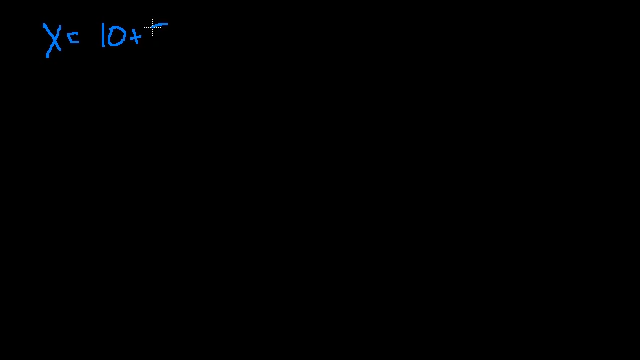 x = 10 +